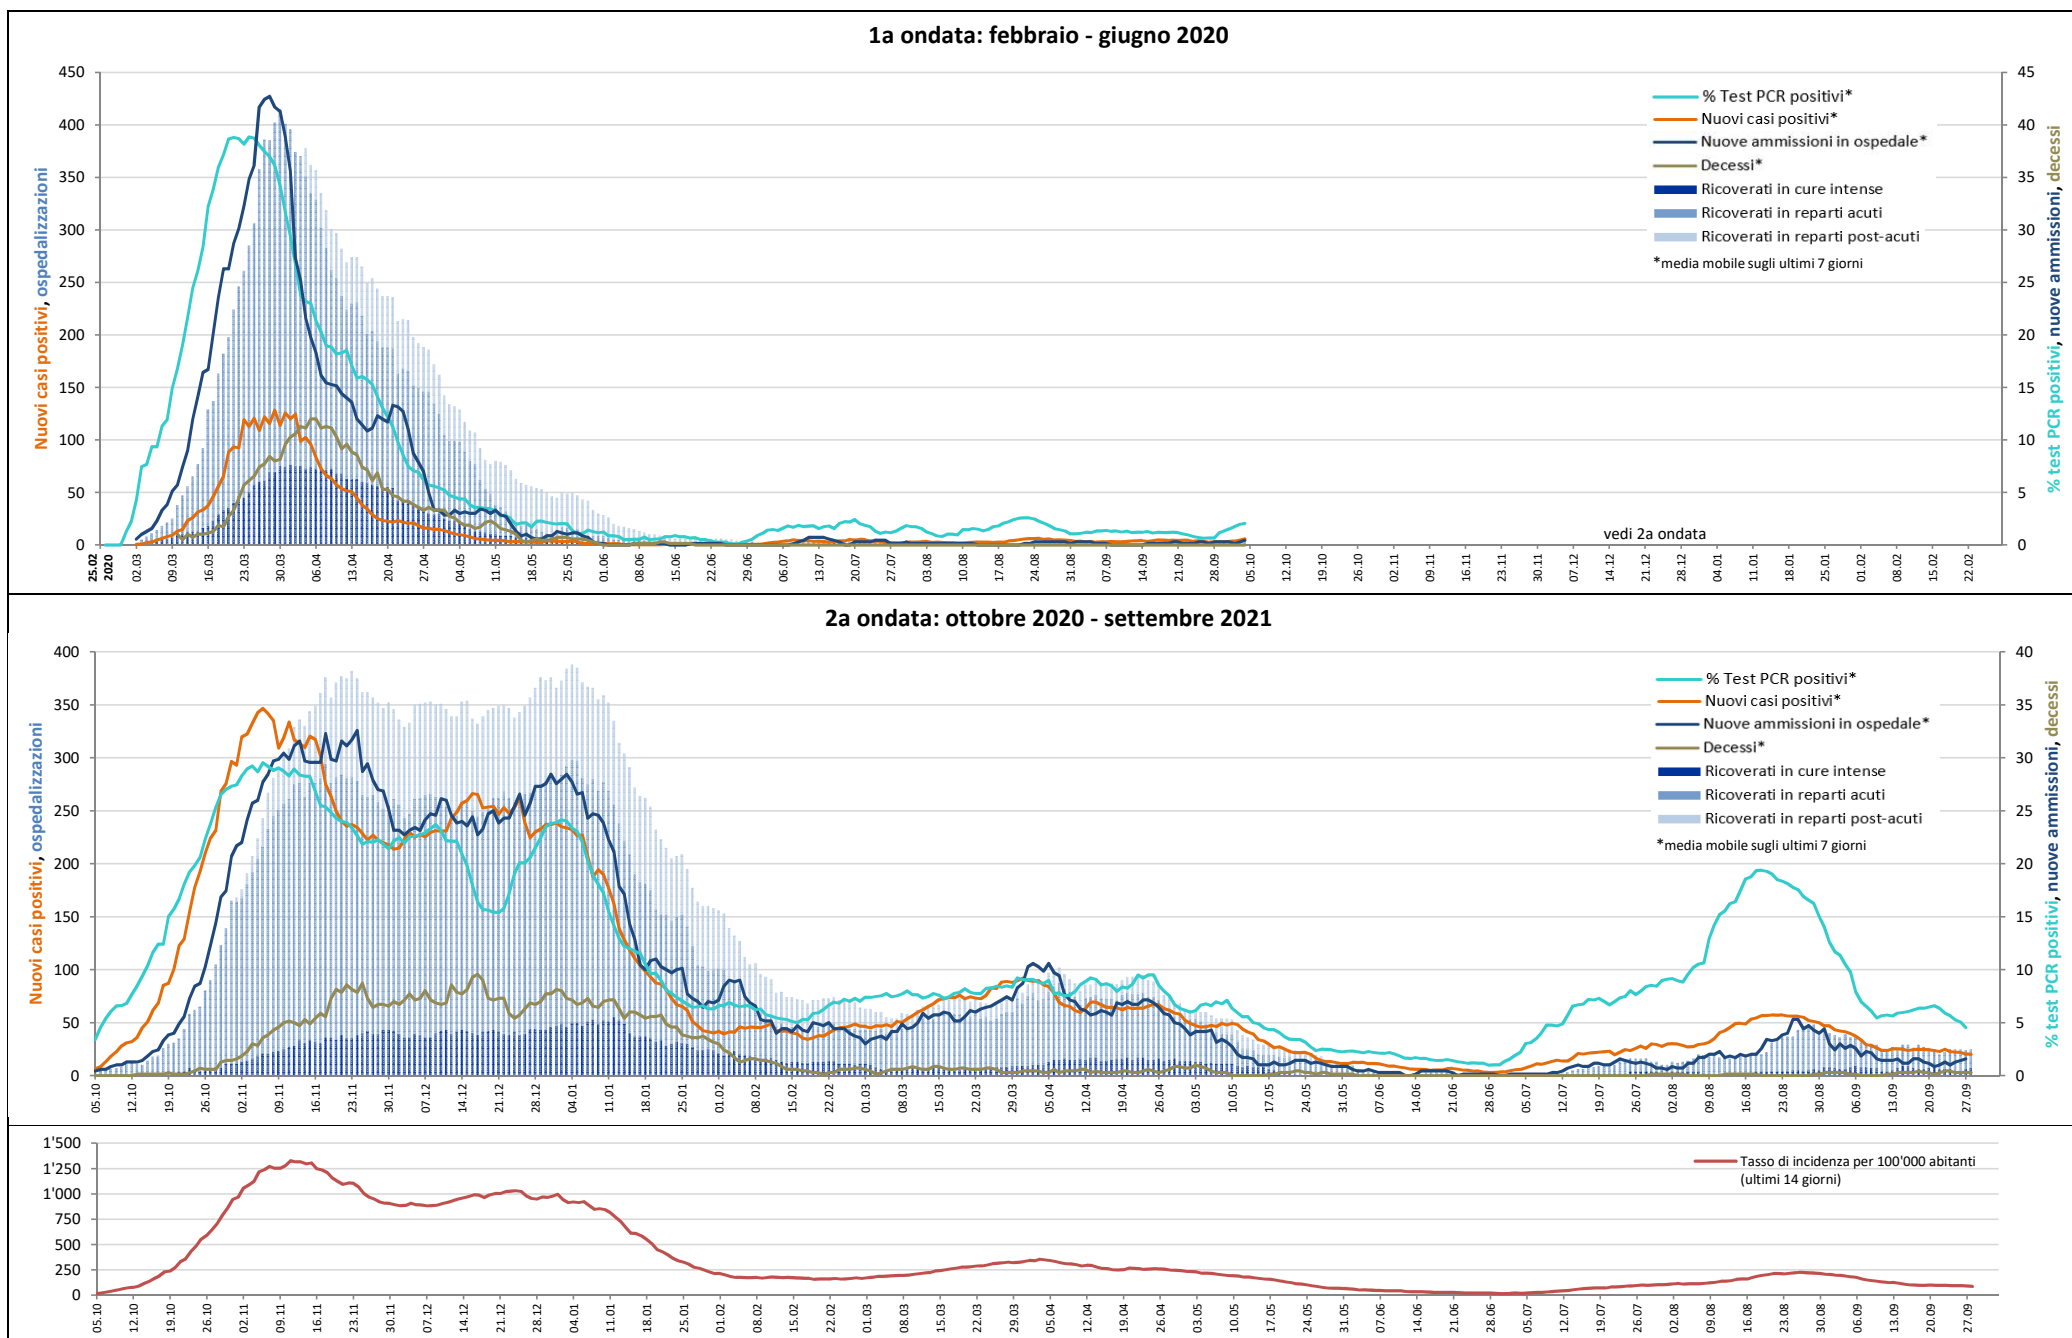 1a ondata: febbraio - giugno 2020
450
400
350
300
250
200
150
100
50
0
45
40
35
30
25
20
15
10
5
0
Nuovi casi positivi, ospedalizzazioni
% test PCR positivi, nuove ammissioni, decessi
% Test PCR positivi*
Nuovi casi positivi*
Nuove ammissioni in ospedale*
Decessi*
Ricoverati in cure intense
Ricoverati in reparti acuti
Ricoverati in reparti post-acuti
*media mobile sugli ultimi 7 giorni
vedi 2a ondata
25.02 2020 02.03 09.03 16.03 23.03 30.03 06.04 13.04 20.04 27.04 04.05 11.05 18.05 25.05 01.06 08.06 15.06 22.06 29.06 06.07 13.07 20.07 27.07 03.08 10.08 17.08 24.08 31.08 07.09 14.09 21.09 28.09 05.10 12.10 19.10 26.10 02.11 09.11 16.11 23.11 30.11 07.12 14.12 21.12 28.12 04.01 11.01 18.01 25.01 01.02 08.02 15.02 22.02
2a ondata: ottobre 2020 - settembre 2021
400
350
300
250
200
150
100
50
0
40
35
30
25
20
15
10
5
0
Nuovi casi positivi, ospedalizzazioni
% test PCR positivi, nuove ammissioni, decessi
% Test PCR positivi*
Nuovi casi positivi*
Nuove ammissioni in ospedale*
Decessi*
Ricoverati in cure intense
Ricoverati in reparti acuti
Ricoverati in reparti post-acuti
*media mobile sugli ultimi 7 giorni
05.10 12.10 19.10 26.10 02.11 09.11 16.11 23.11 30.11 07.12 14.12 21.12 28.12 04.01 11.01 18.01 25.01 01.02 08.02 15.02 22.02 01.03 08.03 15.03 22.03 29.03 05.04 12.04 19.04 26.04 03.05 10.05 17.05 24.05 31.05 07.06 14.06 21.06 28.06 05.07 12.07 19.07 26.07 02.08 09.08 16.08 23.08 30.08 06.09 13.09 20.09 27.09
1'500
1'250
1'000
750
500
250
0
Tasso di incidenza per 100'000 abitanti
(ultimi 14 giorni)
05.10 12.10 19.10 26.10 02.11 09.11 16.11 23.11 30.11 07.12 14.12 21.12 28.12 04.01 11.01 18.01 25.01 01.02 08.02 15.02 22.02 01.03 08.03 15.03 22.03 29.03 05.04 12.04 19.04 26.04 03.05 10.05 17.05 24.05 31.05 07.06 14.06 21.06 28.06 05.07 12.07 19.07 26.07 02.08 09.08 16.08 23.08 30.08 06.09 13.09 20.09 27.09